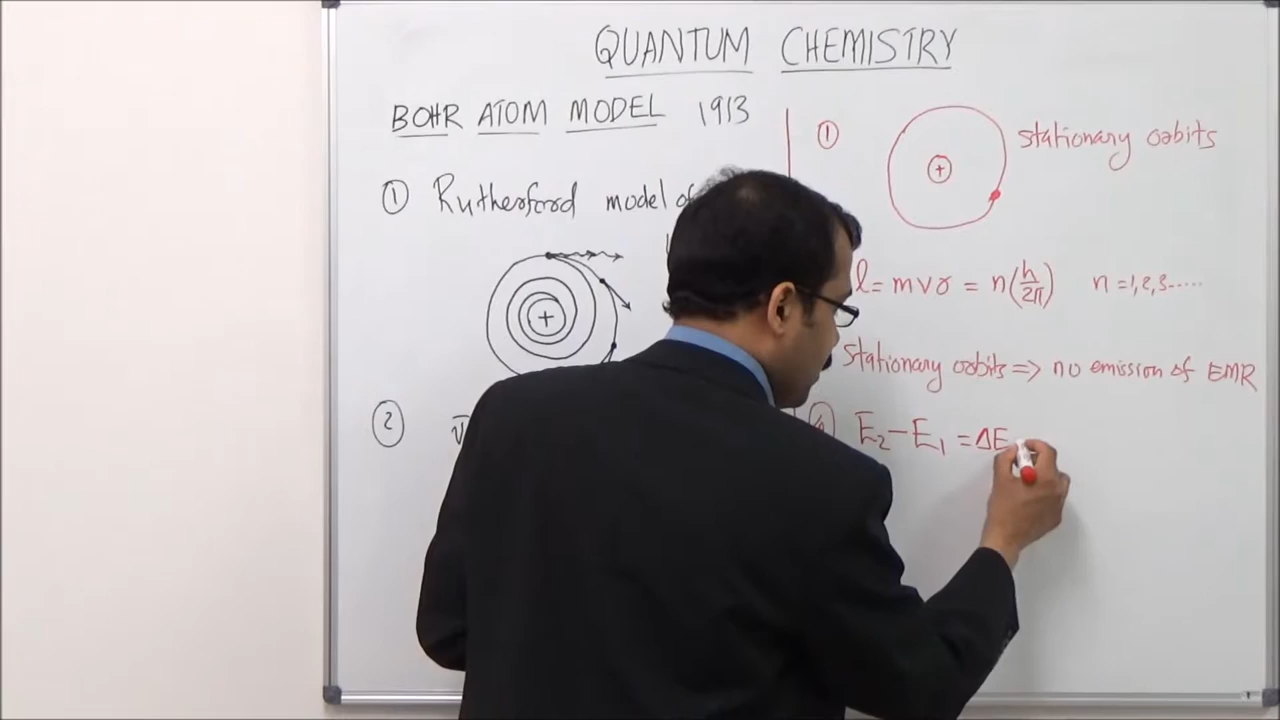 QUANTUM CHEMISTRY
BOHR ATOM MODEL 1913
① Rutherford model of
+
②
①
+
stationary orbits
l = mvr = n(h/2π) n = 1,2,3.....
stationary orbits => no emission of EMR
E₂ - E₁ = ΔE